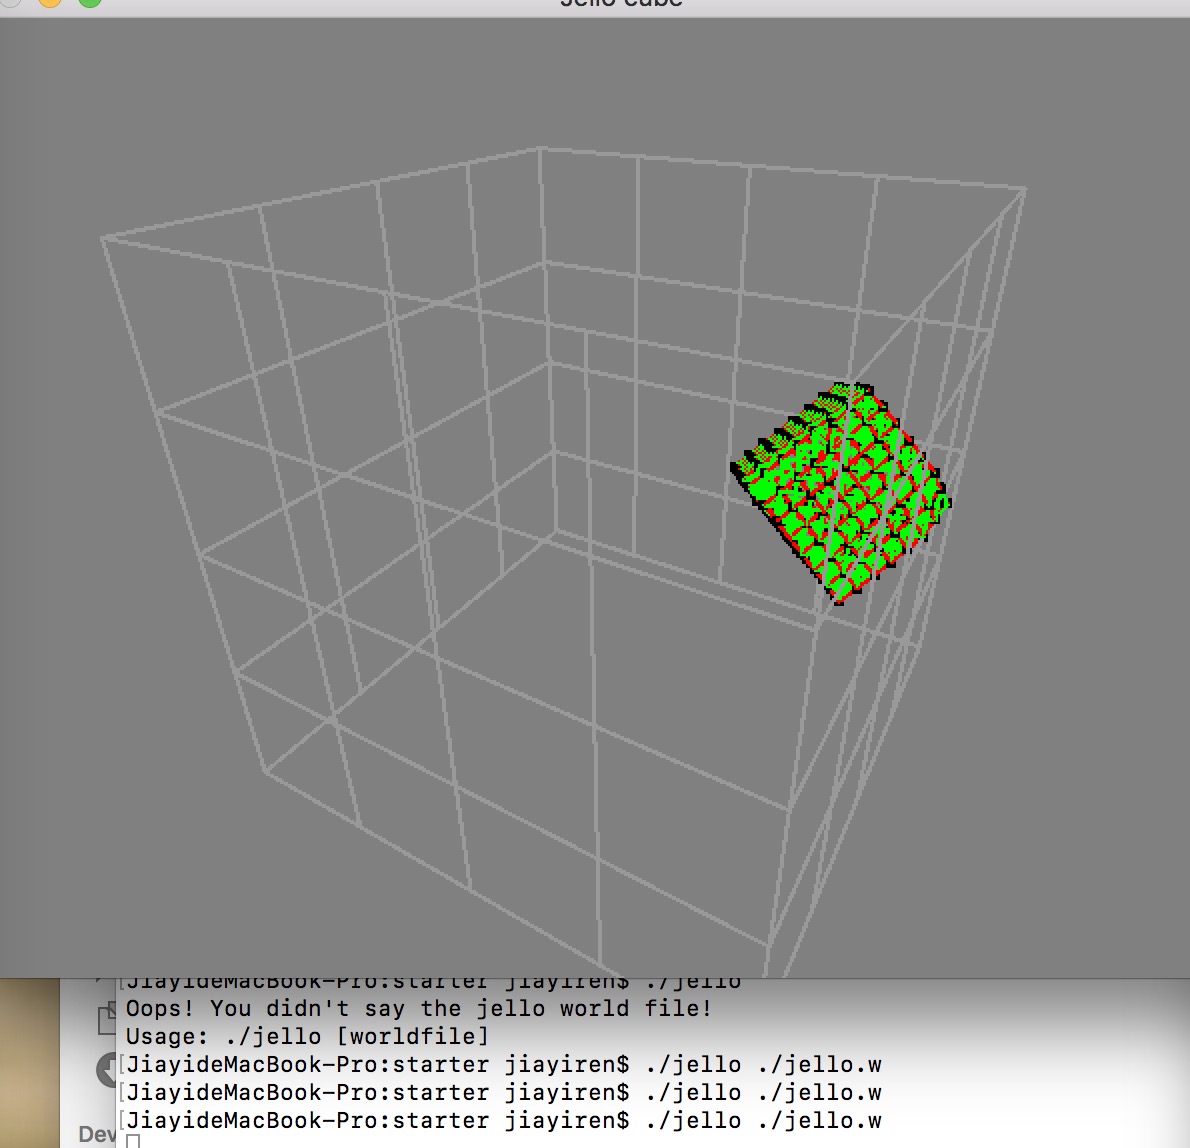 Jello cube
JiayideMacBook-Pro:starter jiayiren$ ./jello
Oops! You didn't say the jello world file!
Usage: ./jello [worldfile]
[JiayideMacBook-Pro:starter jiayiren$ ./jello ./jello.w
[JiayideMacBook-Pro:starter jiayiren$ ./jello ./jello.w
[JiayideMacBook-Pro:starter jiayiren$ ./jello ./jello.w
Dev